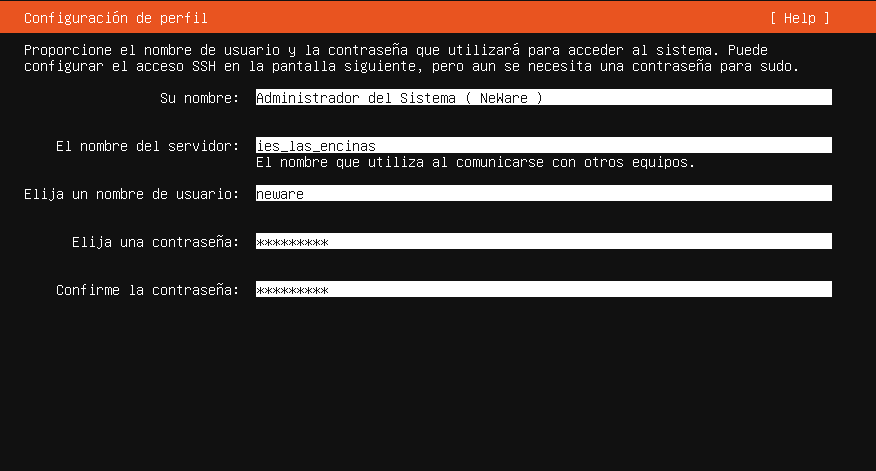 Configuración de perfil [ Help ]
Proporcione el nombre de usuario y la contraseña que utilizará para acceder al sistema. Puede
configurar el acceso SSH en la pantalla siguiente, pero aun se necesita una contraseña para sudo.
Su nombre: Administrador del Sistema ( NeWare )
El nombre del servidor: ies_las_encinas
El nombre que utiliza al comunicarse con otros equipos.
Elija un nombre de usuario: neware
Elija una contraseña: *********
Confirme la contraseña: *********